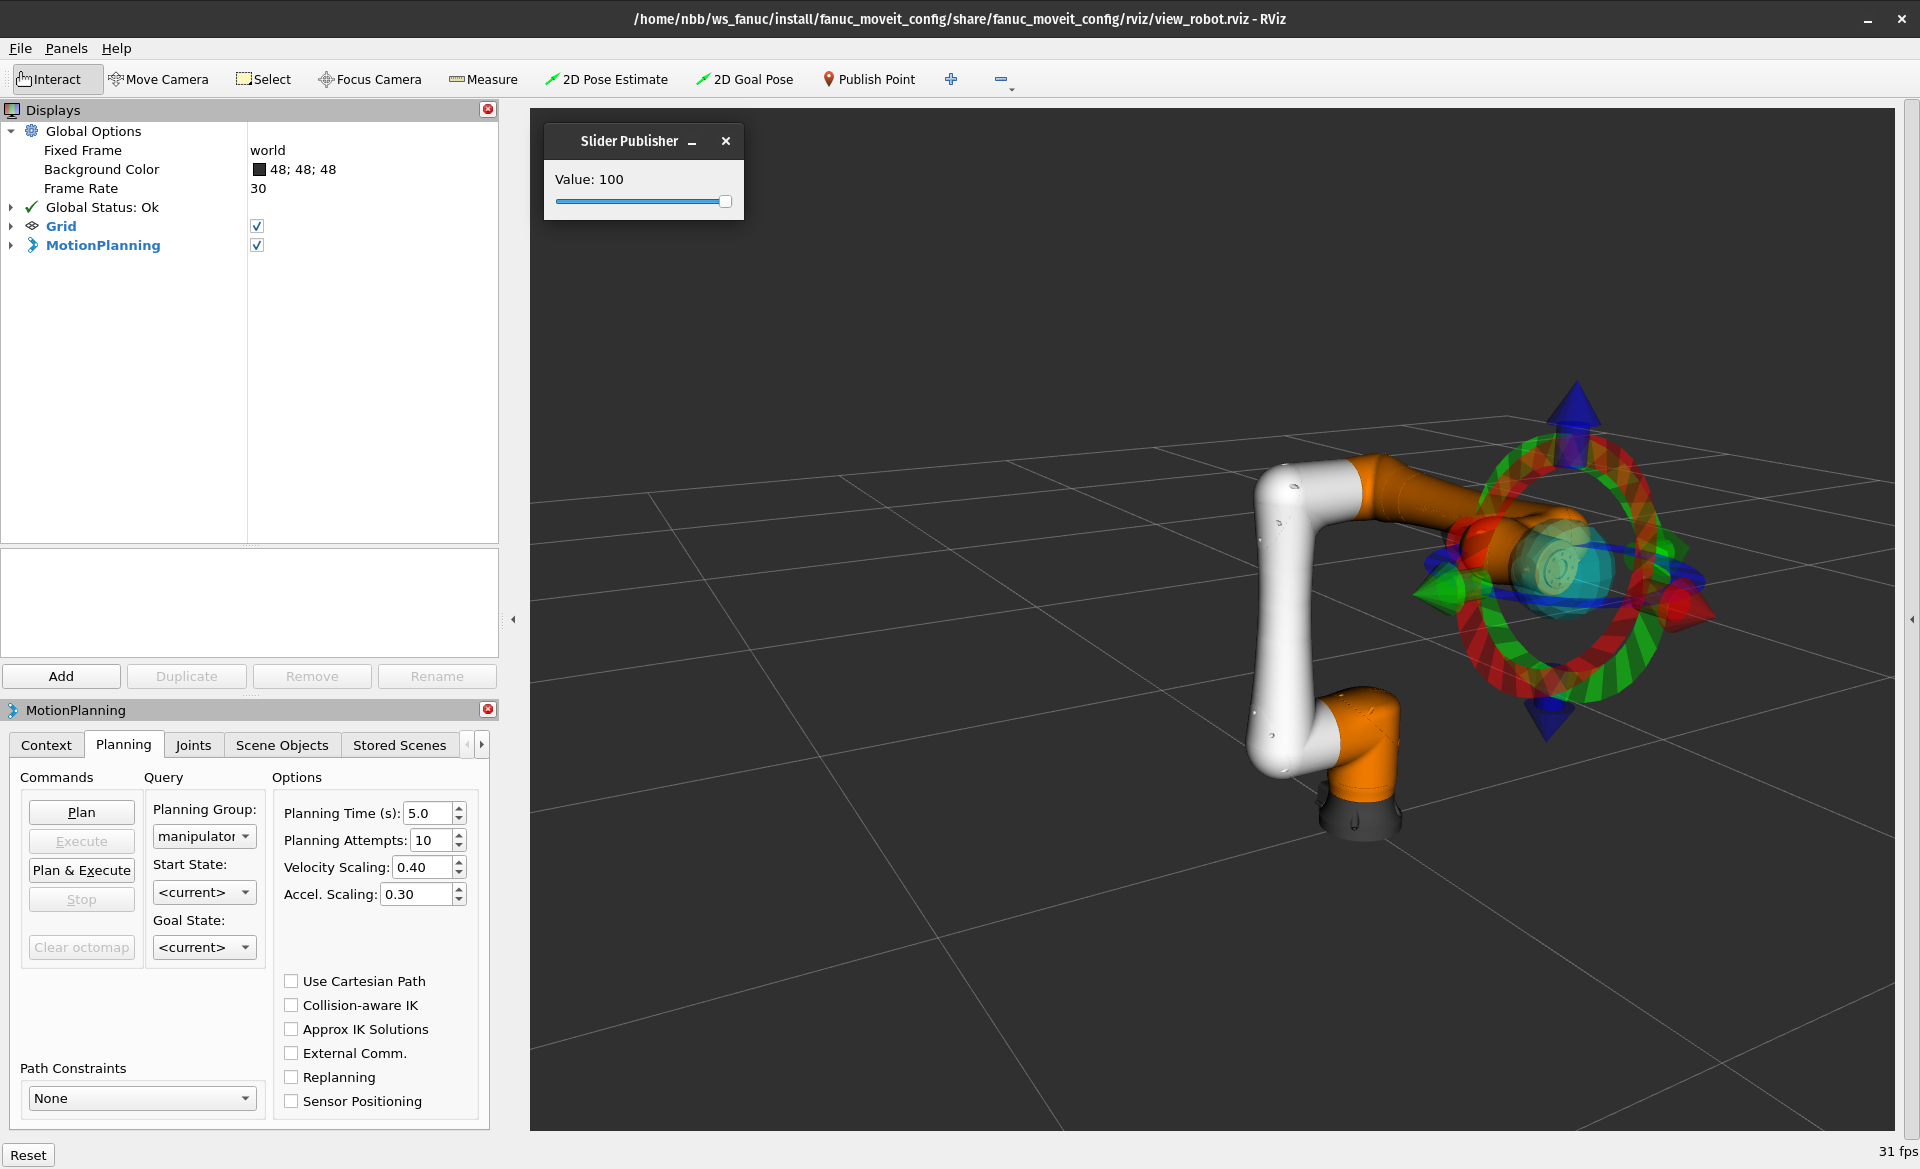 /home/nbb/ws_fanuc/install/fanuc_moveit_config/share/fanuc_moveit_config/rviz/view_robot.rviz - RViz
File Panels Help
Interact Move Camera Select Focus Camera Measure 2D Pose Estimate 2D Goal Pose Publish Point
Displays
Global Options
Fixed Frame world
Background Color 48; 48; 48
Frame Rate 30
Global Status: Ok
Grid
MotionPlanning
Add Duplicate Remove Rename
MotionPlanning
Context Planning Joints Scene Objects Stored Scenes
Commands Query Options
Plan
Execute
Plan & Execute
Stop
Clear octomap
Planning Group:
manipulator
Start State:
<current>
Goal State:
<current>
Planning Time (s): 5.0
Planning Attempts: 10
Velocity Scaling: 0.40
Accel. Scaling: 0.30
Use Cartesian Path
Collision-aware IK
Approx IK Solutions
External Comm.
Replanning
Sensor Positioning
Path Constraints
None
Reset
Slider Publisher
Value: 100
31 fps